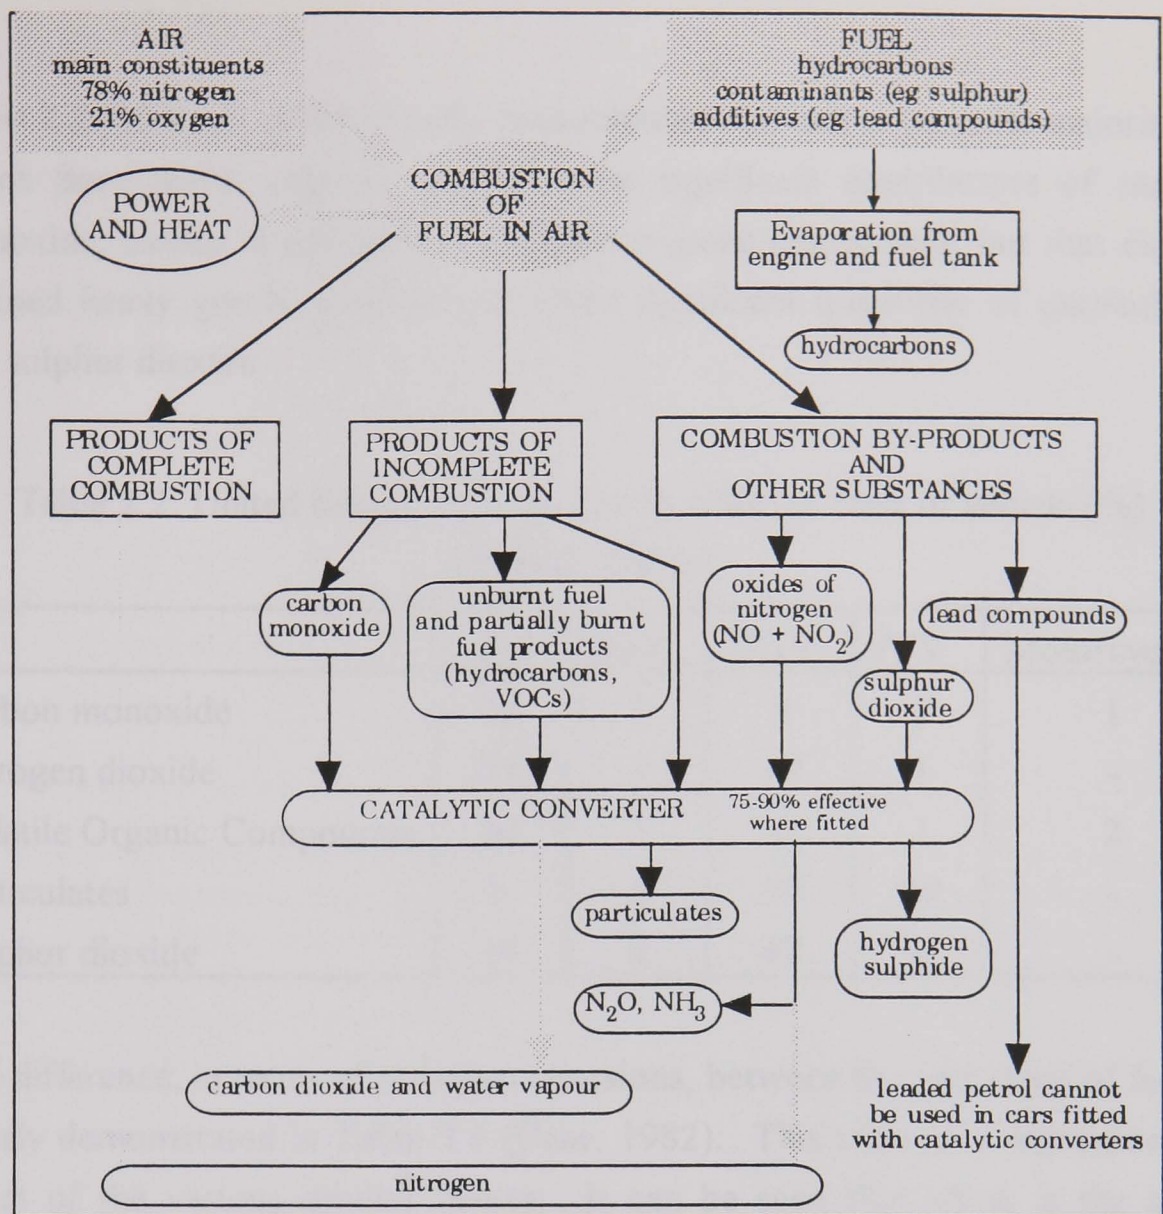 AIR
main constituents
78% nitrogen
21% oxygen
FUEL
hydrocarbons
contaminants (eg sulphur)
additives (eg lead compounds)
POWER
AND HEAT
COMBUSTION
OF
FUEL IN AIR
Evaporation from
engine and fuel tank
hydrocarbons
PRODUCTS OF
COMPLETE
COMBUSTION
PRODUCTS OF
INCOMPLETE
COMBUSTION
COMBUSTION BY-PRODUCTS
AND
OTHER SUBSTANCES
carbon
monoxide
unburnt fuel
and partially burnt
fuel products
(hydrocarbons,
VOCs)
oxides of
nitrogen
(NO + NO₂)
lead compounds
sulphur
dioxide
CATALYTIC CONVERTER
75-90% effective
where fitted
particulates
hydrogen
sulphide
N₂O, NH₃
carbon dioxide and water vapour
leaded petrol cannot
be used in cars fitted
with catalytic converters
nitrogen